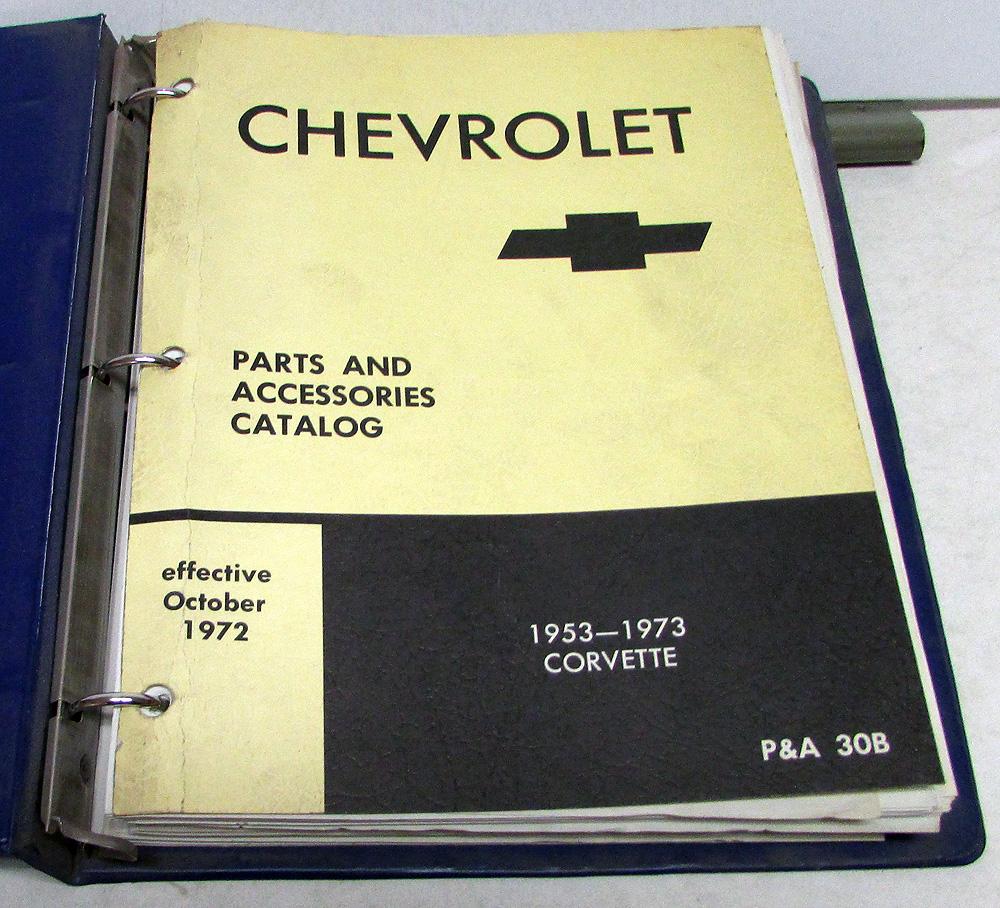 CHEVROLET
PARTS AND
ACCESSORIES
CATALOG
effective
October
1972
1953—1973
CORVETTE
P&A 30B